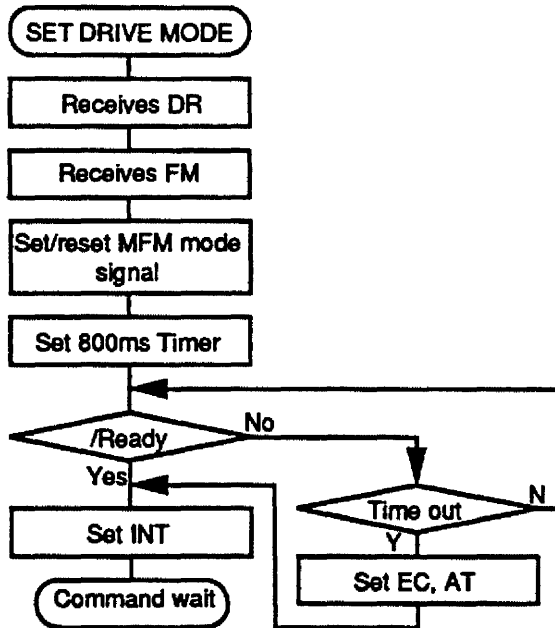 SET DRIVE MODE
Receives DR
Receives FM
Set/reset MFM mode
signal
Set 800ms Timer
/Ready
No
Yes
Time out
N
Y
Set INT
Set EC, AT
Command wait